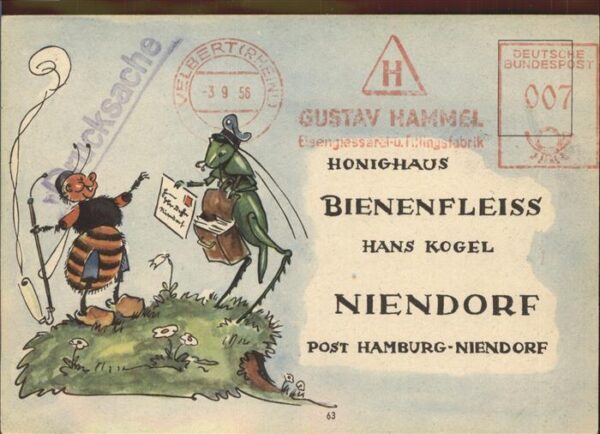 Drucksache
VELBERT (RHEINL)
-3 9 56
H
GUSTAV HAMMEL
Eisengiesserei-u. Fittingsfabrik
DEUTSCHE
BUNDESPOST
007
HONIGHAUS
BIENENFLEISS
HANS KOGEL
NIENDORF
POST HAMBURG-NIENDORF
63